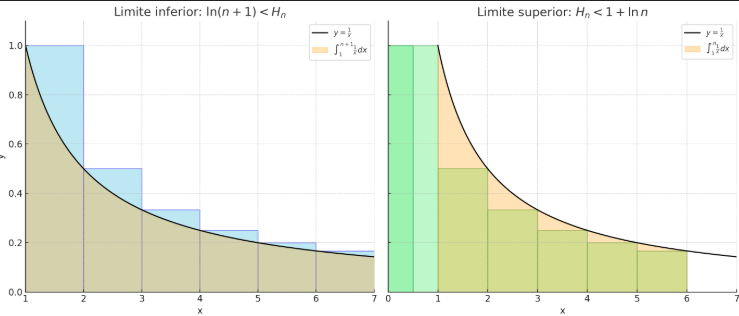 Limite inferior: ln(n + 1) < Hₙ
y = 1/x
∫₁ⁿ⁺¹ 1/x dx
y
1.0
0.8
0.6
0.4
0.2
0.0
1 2 3 4 5 6 7
x
Limite superior: Hₙ < 1 + ln n
y = 1/x
∫₁ⁿ 1/x dx
0 1 2 3 4 5 6 7
x